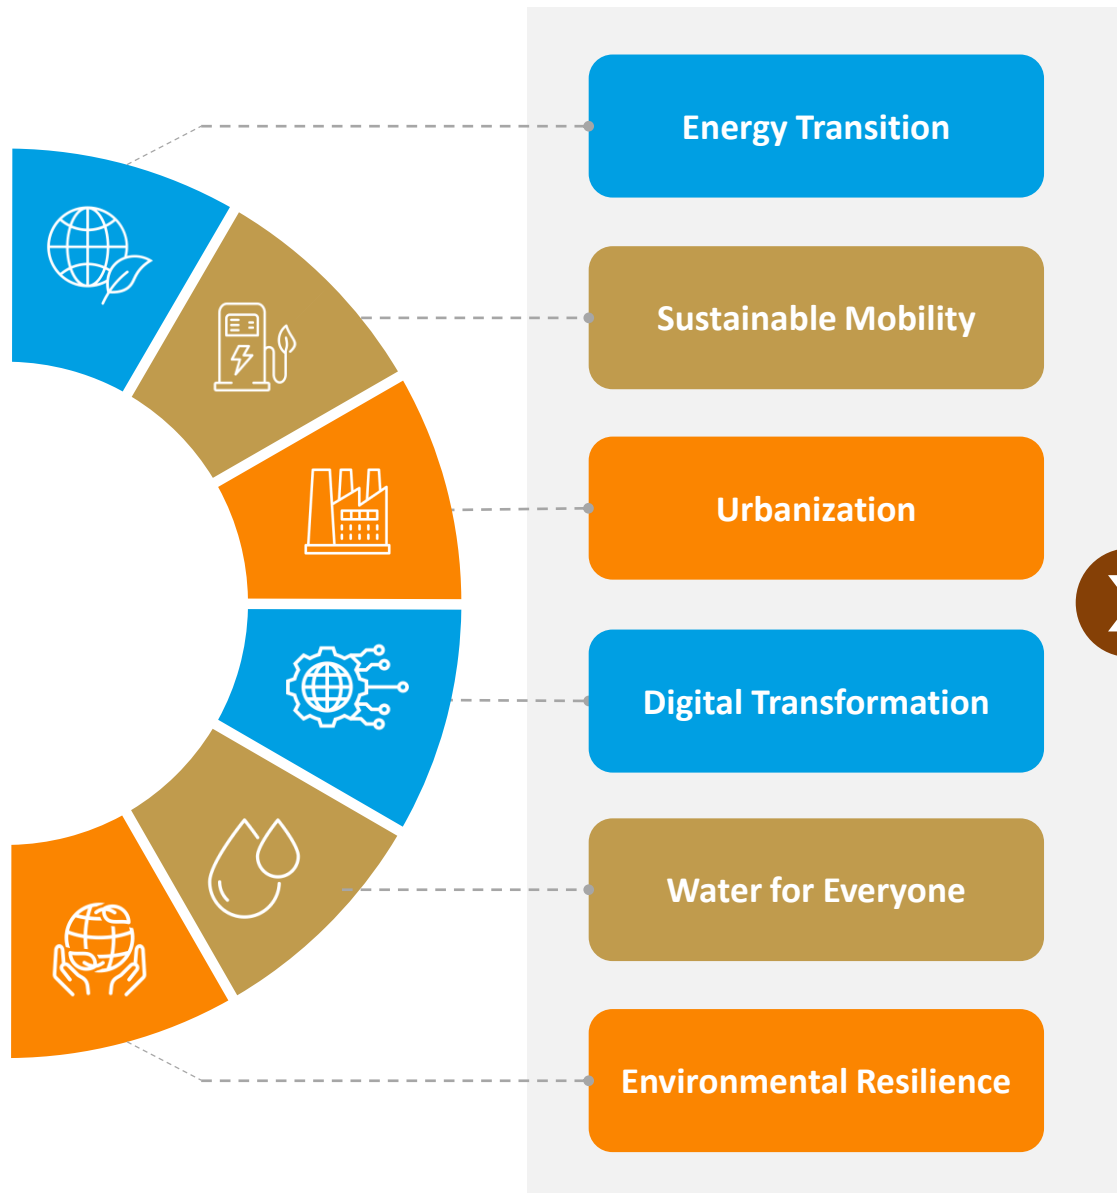 Energy Transition
Sustainable Mobility
Urbanization
Digital Transformation
Water for Everyone
Environmental Resilience